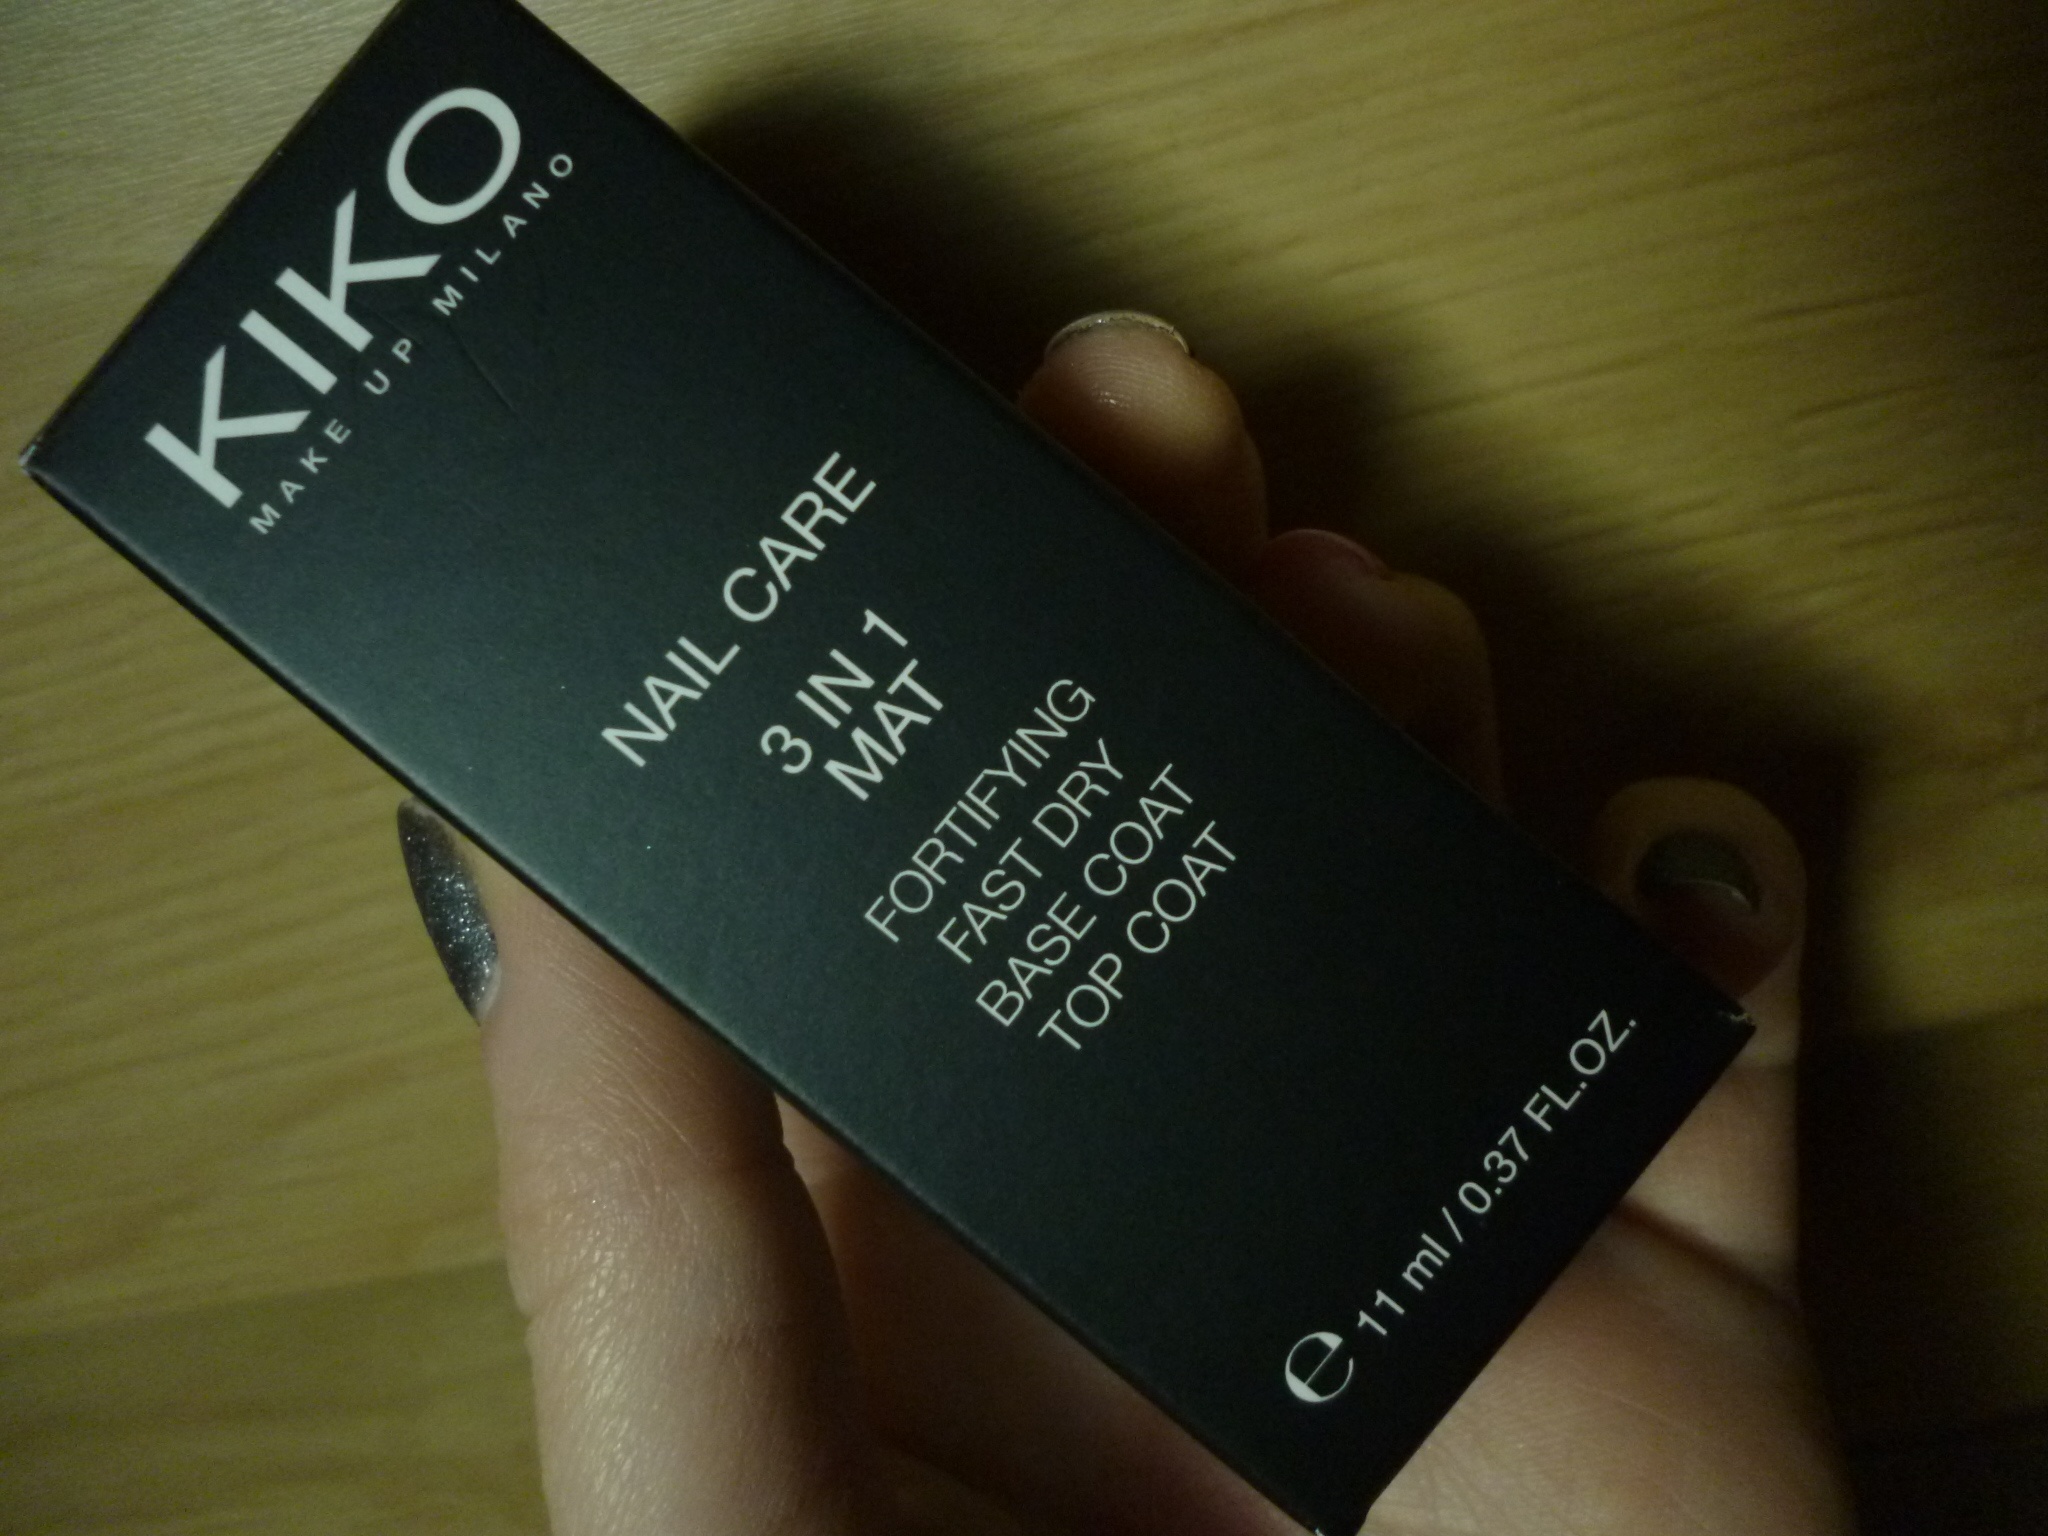 KIKO
MAKE UP MILANO
NAIL CARE
3 IN 1
MAT
FORTIFYING
FAST DRY
BASE COAT
TOP COAT
e 11 ml / 0.37 FL.OZ.